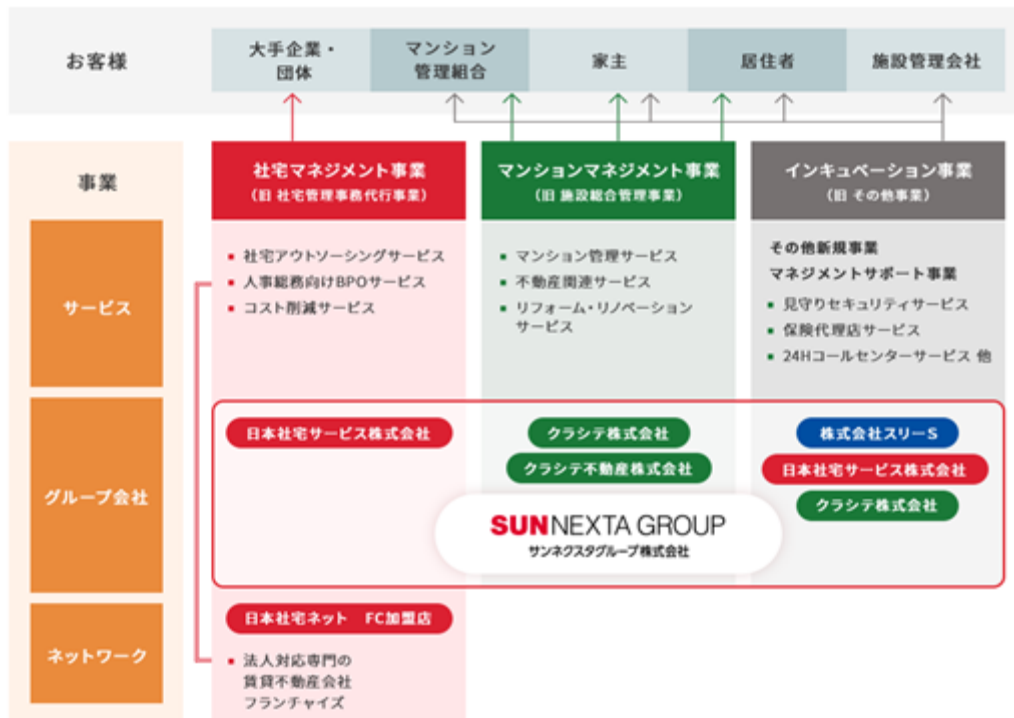 お客様
大手企業・
団体
マンション
管理組合
家主
居住者
施設管理会社
事業
社宅マネジメント事業
（旧 社宅管理事務代行事業）
マンションマネジメント事業
（旧 施設総合管理事業）
インキュベーション事業
（旧 その他事業）
サービス
社宅アウトソーシングサービス
人事総務向けBPOサービス
コスト削減サービス
マンション管理サービス
不動産関連サービス
リフォーム・リノベーション
サービス
その他新規事業
マネジメントサポート事業
見守りセキュリティサービス
保険代理店サービス
24Hコールセンターサービス 他
グループ会社
日本社宅サービス株式会社
クラシテ株式会社
クラシテ不動産株式会社
株式会社スリーS
日本社宅サービス株式会社
クラシテ株式会社
SUNNEXTA GROUP
サンネクスタグループ株式会社
ネットワーク
日本社宅ネット　FC加盟店
法人対応専門の
賃貸不動産会社
フランチャイズ